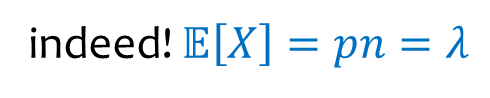 indeed! 𝔼[X] = pn = λ